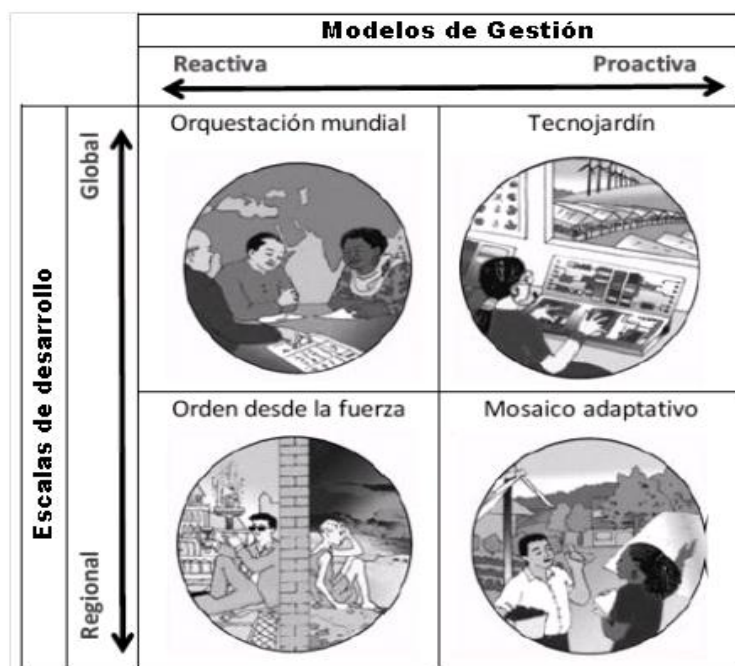 Modelos de Gestión
Reactiva
Proactiva
Escalas de desarrollo
Global
Regional
Orquestación mundial
Tecnojardín
Orden desde la fuerza
Mosaico adaptativo